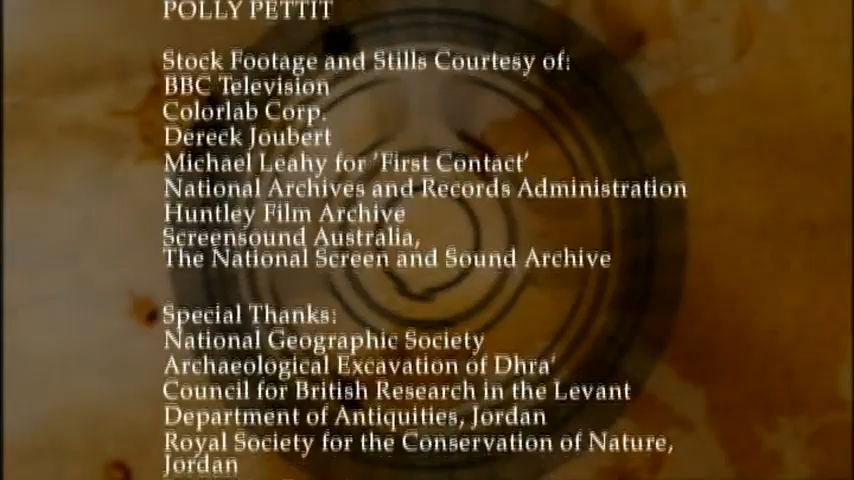 POLLY PETTIT
Stock Footage and Stills Courtesy of:
BBC Television
Colorlab Corp.
Dereck Joubert
Michael Leahy for 'First Contact'
National Archives and Records Administration
Huntley Film Archive
Screensound Australia,
The National Screen and Sound Archive
Special Thanks:
National Geographic Society
Archaeological Excavation of Dhra'
Council for British Research in the Levant
Department of Antiquities, Jordan
Royal Society for the Conservation of Nature,
Jordan